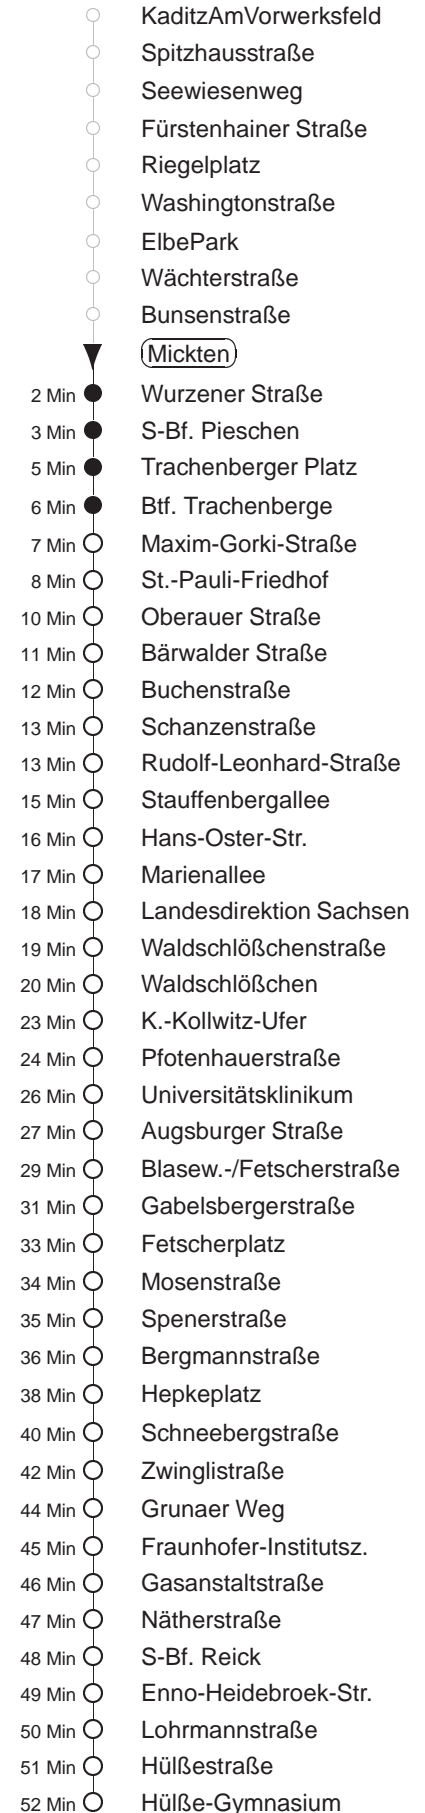 KaditzAmVorwerksfeld
Spitzhausstraße
Seewiesenweg
Fürstenhainer Straße
Riegelplatz
Washingtonstraße
ElbePark
Wächterstraße
Bunsenstraße
Mickten
2 Min Wurzener Straße
3 Min S-Bf. Pieschen
5 Min Trachenberger Platz
6 Min Btf. Trachenberge
7 Min Maxim-Gorki-Straße
8 Min St.-Pauli-Friedhof
10 Min Oberauer Straße
11 Min Bärwalder Straße
12 Min Buchenstraße
13 Min Schanzenstraße
13 Min Rudolf-Leonhard-Straße
15 Min Stauffenbergallee
16 Min Hans-Oster-Str.
17 Min Marienallee
18 Min Landesdirektion Sachsen
19 Min Waldschlößchenstraße
20 Min Waldschlößchen
23 Min K.-Kollwitz-Ufer
24 Min Pfotenhauerstraße
26 Min Universitätsklinikum
27 Min Augsburger Straße
29 Min Blasew.-/Fetscherstraße
31 Min Gabelsbergerstraße
33 Min Fetscherplatz
34 Min Mosenstraße
35 Min Spenerstraße
36 Min Bergmannstraße
38 Min Hepkeplatz
40 Min Schneebergstraße
42 Min Zwinglistraße
44 Min Grunaer Weg
45 Min Fraunhofer-Institutsz.
46 Min Gasanstaltstraße
47 Min Nätherstraße
48 Min S-Bf. Reick
49 Min Enno-Heidebroek-Str.
50 Min Lohrmannstraße
51 Min Hülßestraße
52 Min Hülße-Gymnasium